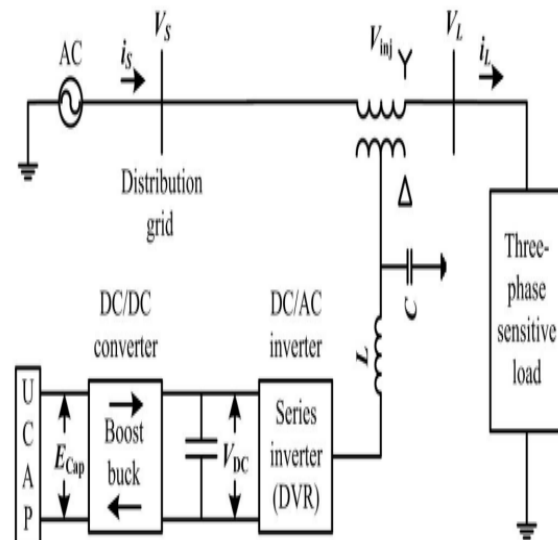 V_S
V_inj
V_L
AC
i_S
i_L
Distribution
grid
Three-
phase
sensitive
load
C
DC/DC
converter
DC/AC
inverter
L
UCAP
E_Cap
Boost
buck
V_DC
Series
inverter
(DVR)